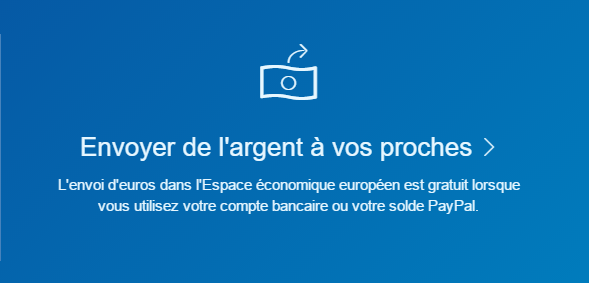 Envoyer de l'argent à vos proches
L'envoi d'euros dans l'Espace économique européen est gratuit lorsque
vous utilisez votre compte bancaire ou votre solde PayPal.